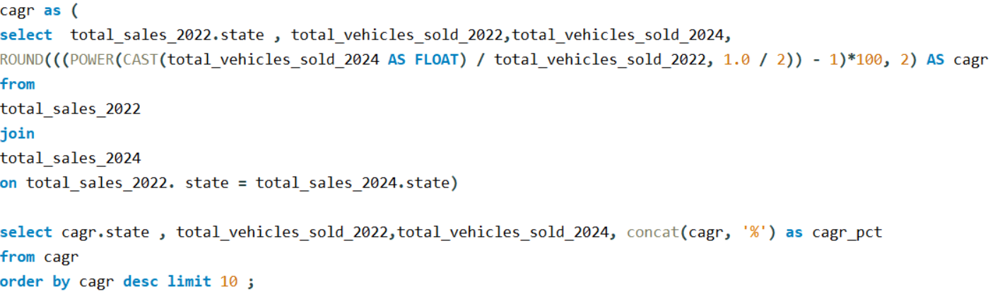 cagr as (
select  total_sales_2022.state , total_vehicles_sold_2022,total_vehicles_sold_2024,
ROUND(((POWER(CAST(total_vehicles_sold_2024 AS FLOAT) / total_vehicles_sold_2022, 1.0 / 2)) - 1)*100, 2) AS cagr
from
total_sales_2022
join
total_sales_2024
on total_sales_2022. state = total_sales_2024.state)
select cagr.state , total_vehicles_sold_2022,total_vehicles_sold_2024, concat(cagr, '%') as cagr_pct
from cagr
order by cagr desc limit 10 ;